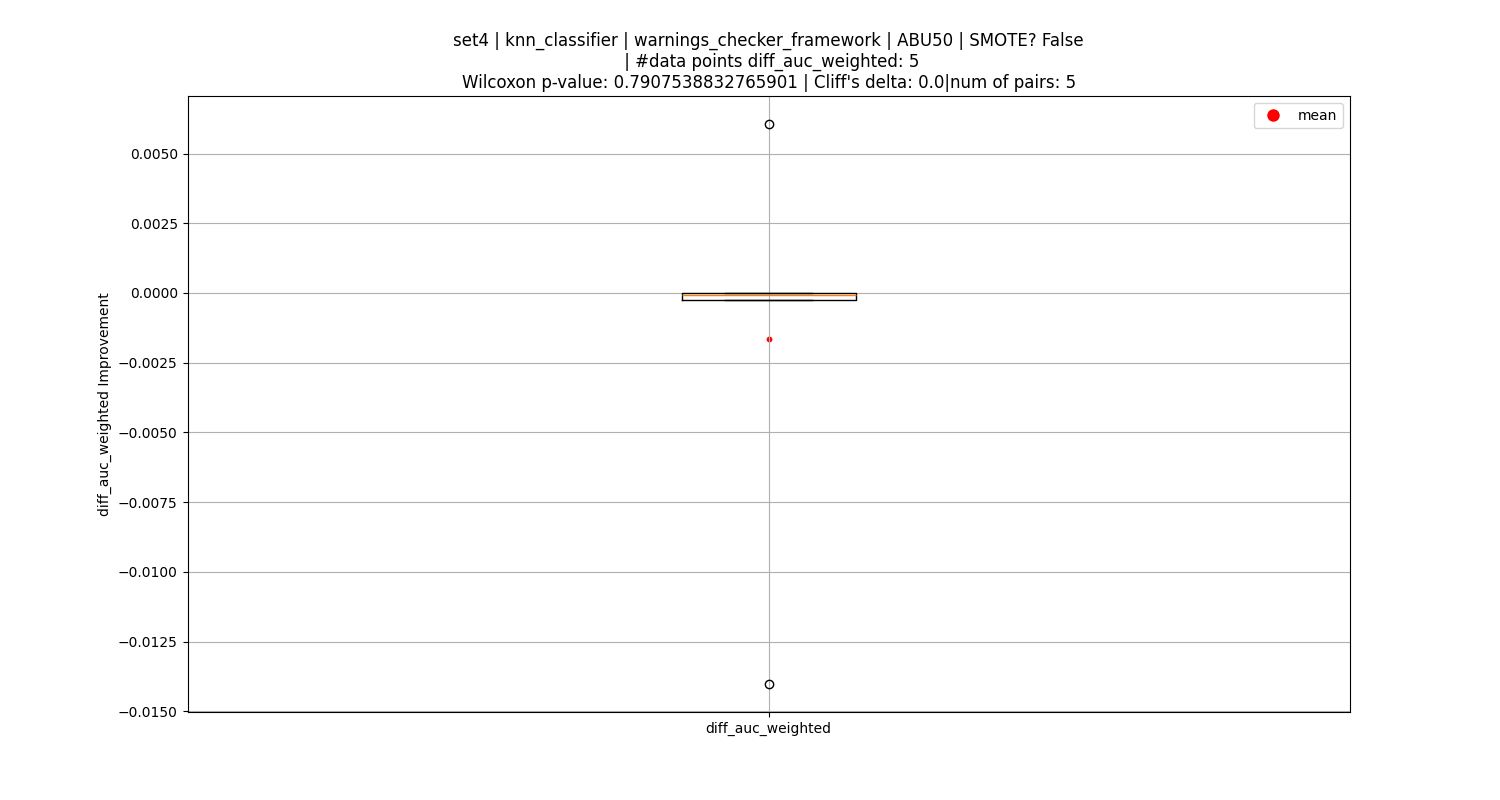 set4 | knn_classifier | warnings_checker_framework | ABU50 | SMOTE? False
| #data points diff_auc_weighted: 5
Wilcoxon p-value: 0.7907538832765901 | Cliff's delta: 0.0|num of pairs: 5
mean
0.0050
0.0025
0.0000
−0.0025
−0.0050
−0.0075
−0.0100
−0.0125
−0.0150
diff_auc_weighted Improvement
diff_auc_weighted